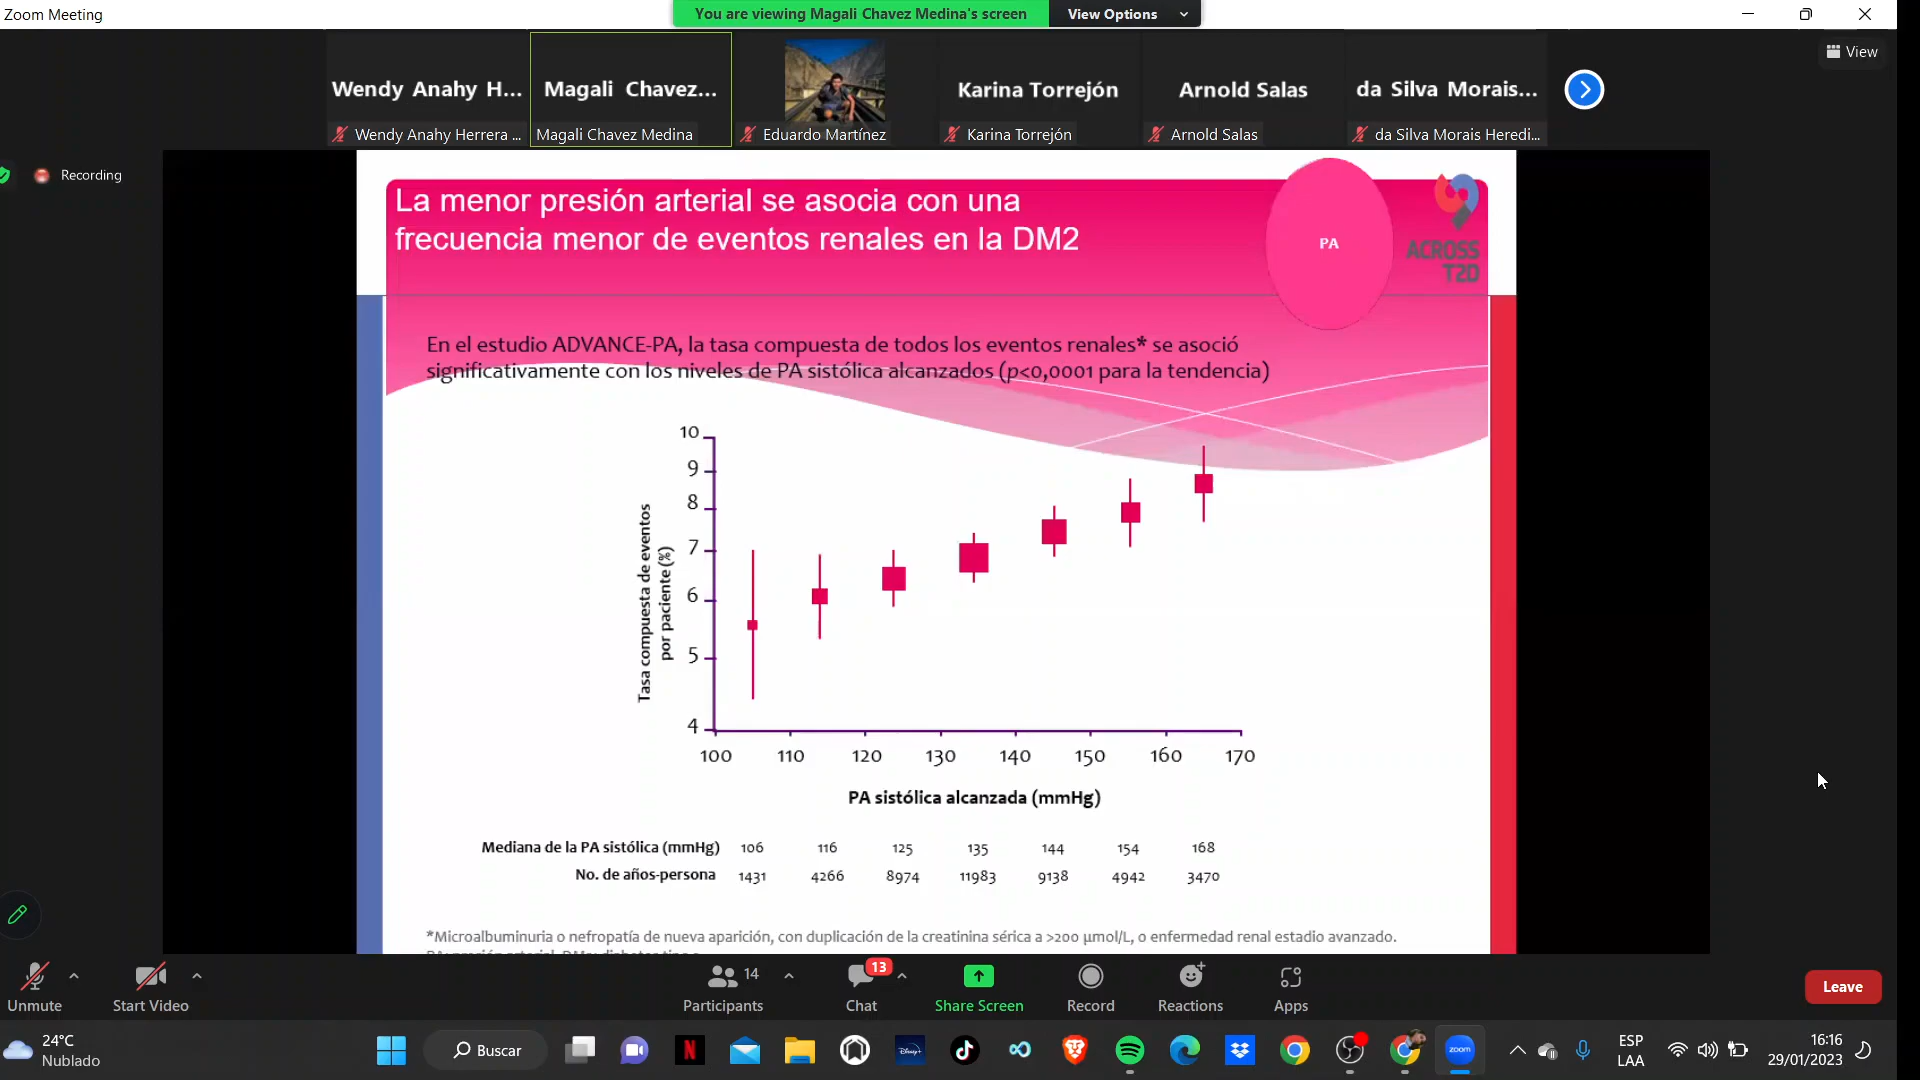 Zoom Meeting
You are viewing Magali Chavez Medina's screen
View Options
View
Wendy Anahy H...
Magali Chavez...
Karina Torrejón
Arnold Salas
da Silva Morais...
Wendy Anahy Herrera ...
Magali Chavez Medina
Eduardo Martínez
Karina Torrejón
Arnold Salas
da Silva Morais Heredi...
Recording
La menor presión arterial se asocia con una
frecuencia menor de eventos renales en la DM2
PA
ACROSS
T2D
En el estudio ADVANCE-PA, la tasa compuesta de todos los eventos renales* se asoció
significativamente con los niveles de PA sistólica alcanzados (p<0,0001 para la tendencia)
Tasa compuesta de eventos
por paciente (%)
10
9
8
7
6
5
4
100 110 120 130 140 150 160 170
PA sistólica alcanzada (mmHg)
Mediana de la PA sistólica (mmHg) 106 116 125 135 144 154 168
No. de años-persona 1431 4266 8974 11983 9138 4942 3470
*Microalbuminuria o nefropatía de nueva aparición, con duplicación de la creatinina sérica a >200 µmol/L, o enfermedad renal estadio avanzado.
Unmute
Start Video
14
Participants
13
Chat
Share Screen
Record
Reactions
Apps
Leave
24°C
Nublado
Buscar
Disney+
zoom
ESP
LAA
16:16
29/01/2023